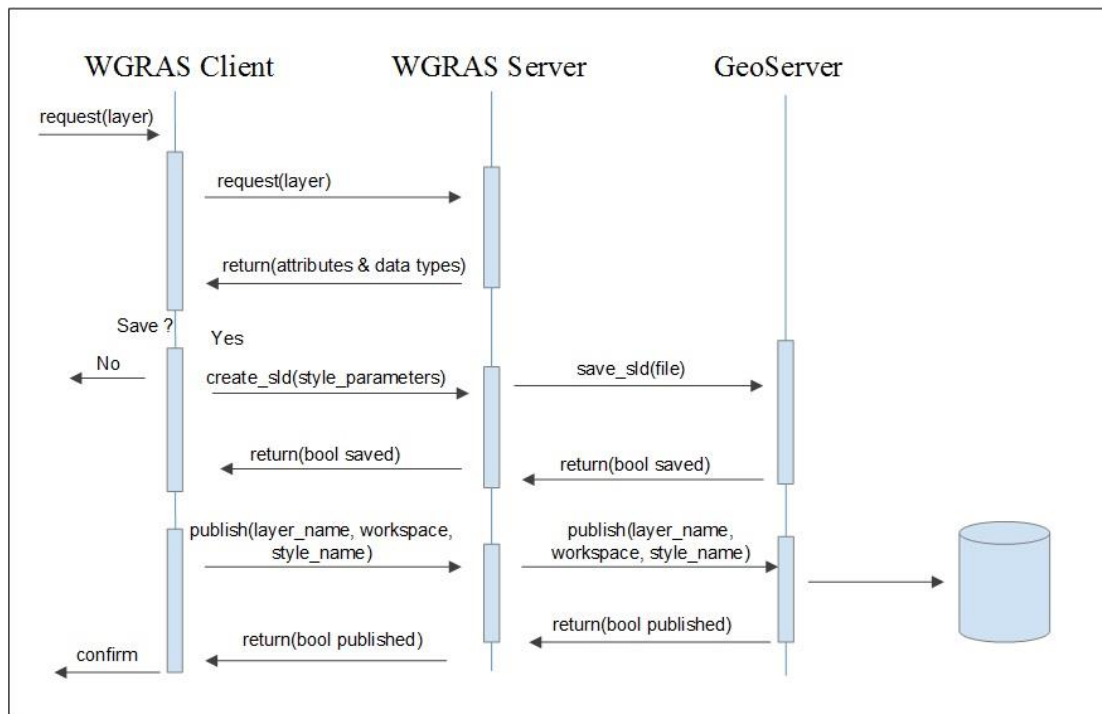 WGRAS Client
WGRAS Server
GeoServer
request(layer)
request(layer)
return(attributes & data types)
Save ?
Yes
No
create_sld(style_parameters)
save_sld(file)
return(bool saved)
return(bool saved)
publish(layer_name, workspace,
style_name)
publish(layer_name,
workspace, style_name)
return(bool published)
return(bool published)
confirm